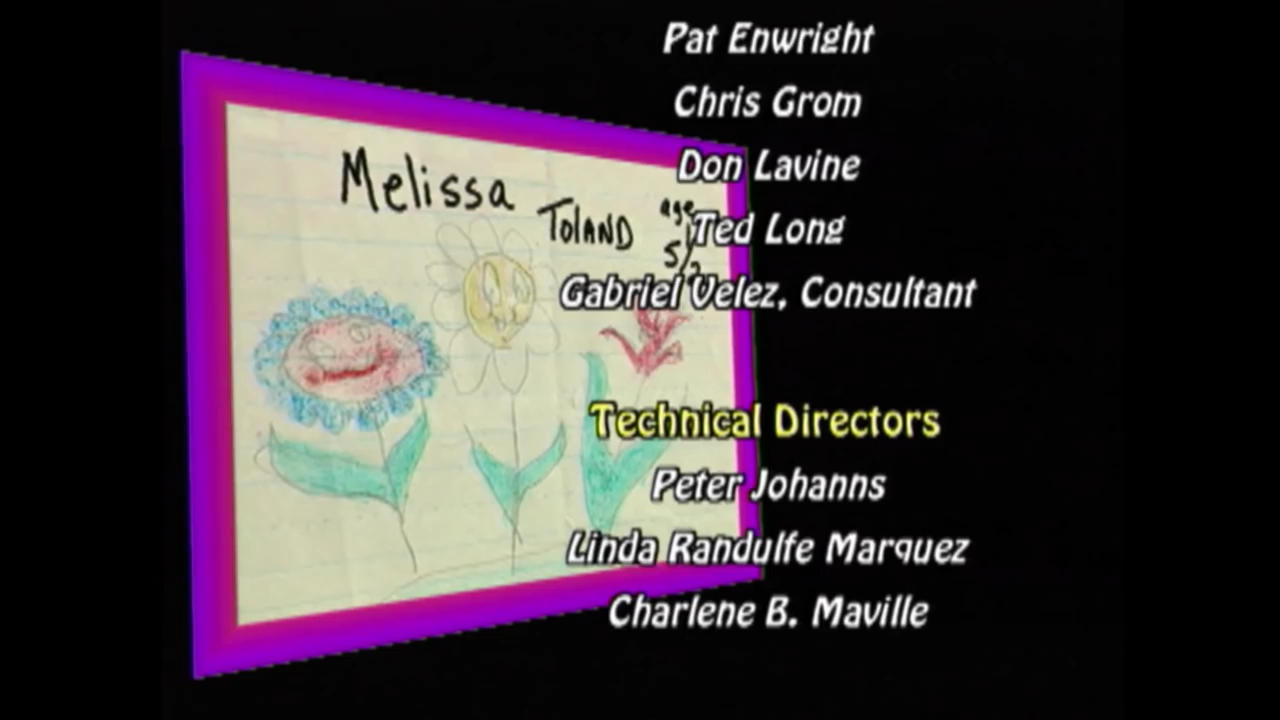 Pat Enwright
Chris Grom
Don Lavine
Ted Long
Gabriel Velez, Consultant
Technical Directors
Peter Johanns
Linda Randulfe Marquez
Charlene B. Maville
Melissa
TOLAND
age
5/2